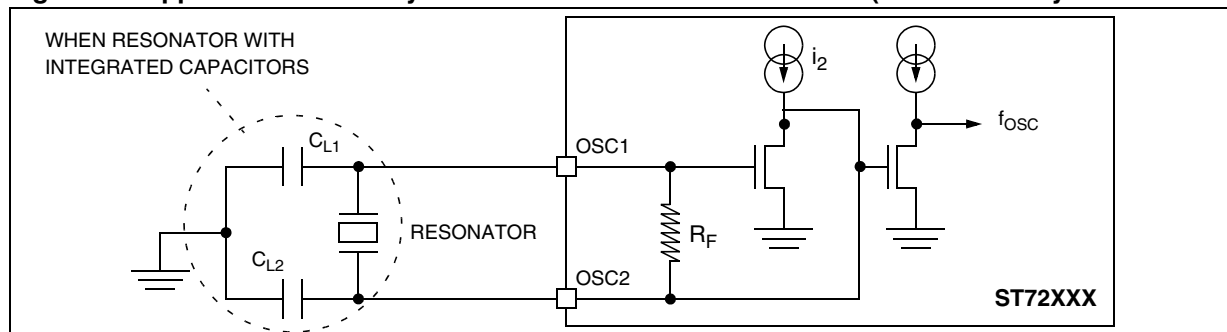 WHEN RESONATOR WITH
INTEGRATED CAPACITORS
i2
fOSC
CL1
OSC1
RESONATOR
RF
CL2
OSC2
ST72XXX